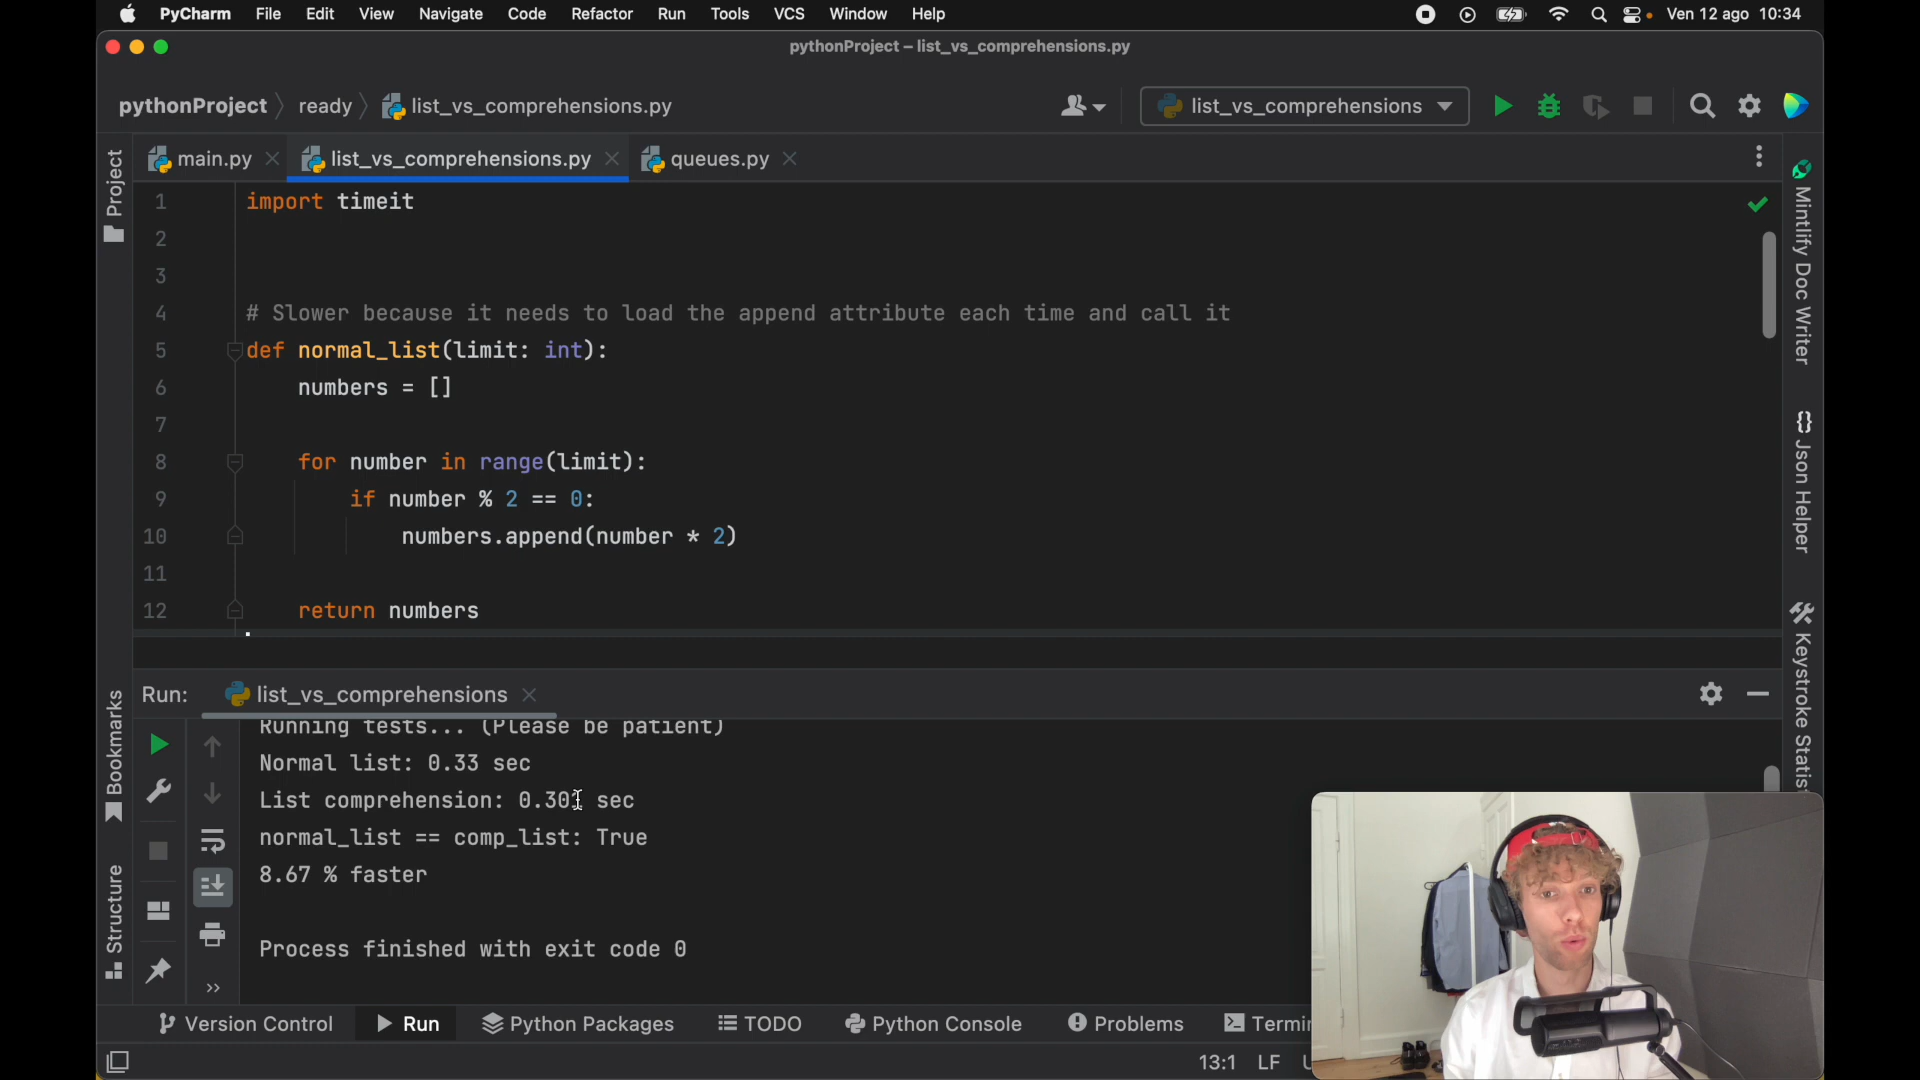 PyCharm File Edit View Navigate Code Refactor Run Tools VCS Window Help Ven 12 ago 10:34
pythonProject – list_vs_comprehensions.py
pythonProject ready list_vs_comprehensions.py list_vs_comprehensions
main.py list_vs_comprehensions.py queues.py
1 import timeit
2
3
4 # Slower because it needs to load the append attribute each time and call it
5 def normal_list(limit: int):
6 numbers = []
7
8 for number in range(limit):
9 if number % 2 == 0:
10 numbers.append(number * 2)
11
12 return numbers
Project
Bookmarks
Structure
Mintlify Doc Writer
{} Json Helper
Keystroke Statis
Run: list_vs_comprehensions
Running tests... (Please be patient)
Normal list: 0.33 sec
List comprehension: 0.30 sec
normal_list == comp_list: True
8.67 % faster
Process finished with exit code 0
Version Control Run Python Packages TODO Python Console Problems Termi
13:1 LF